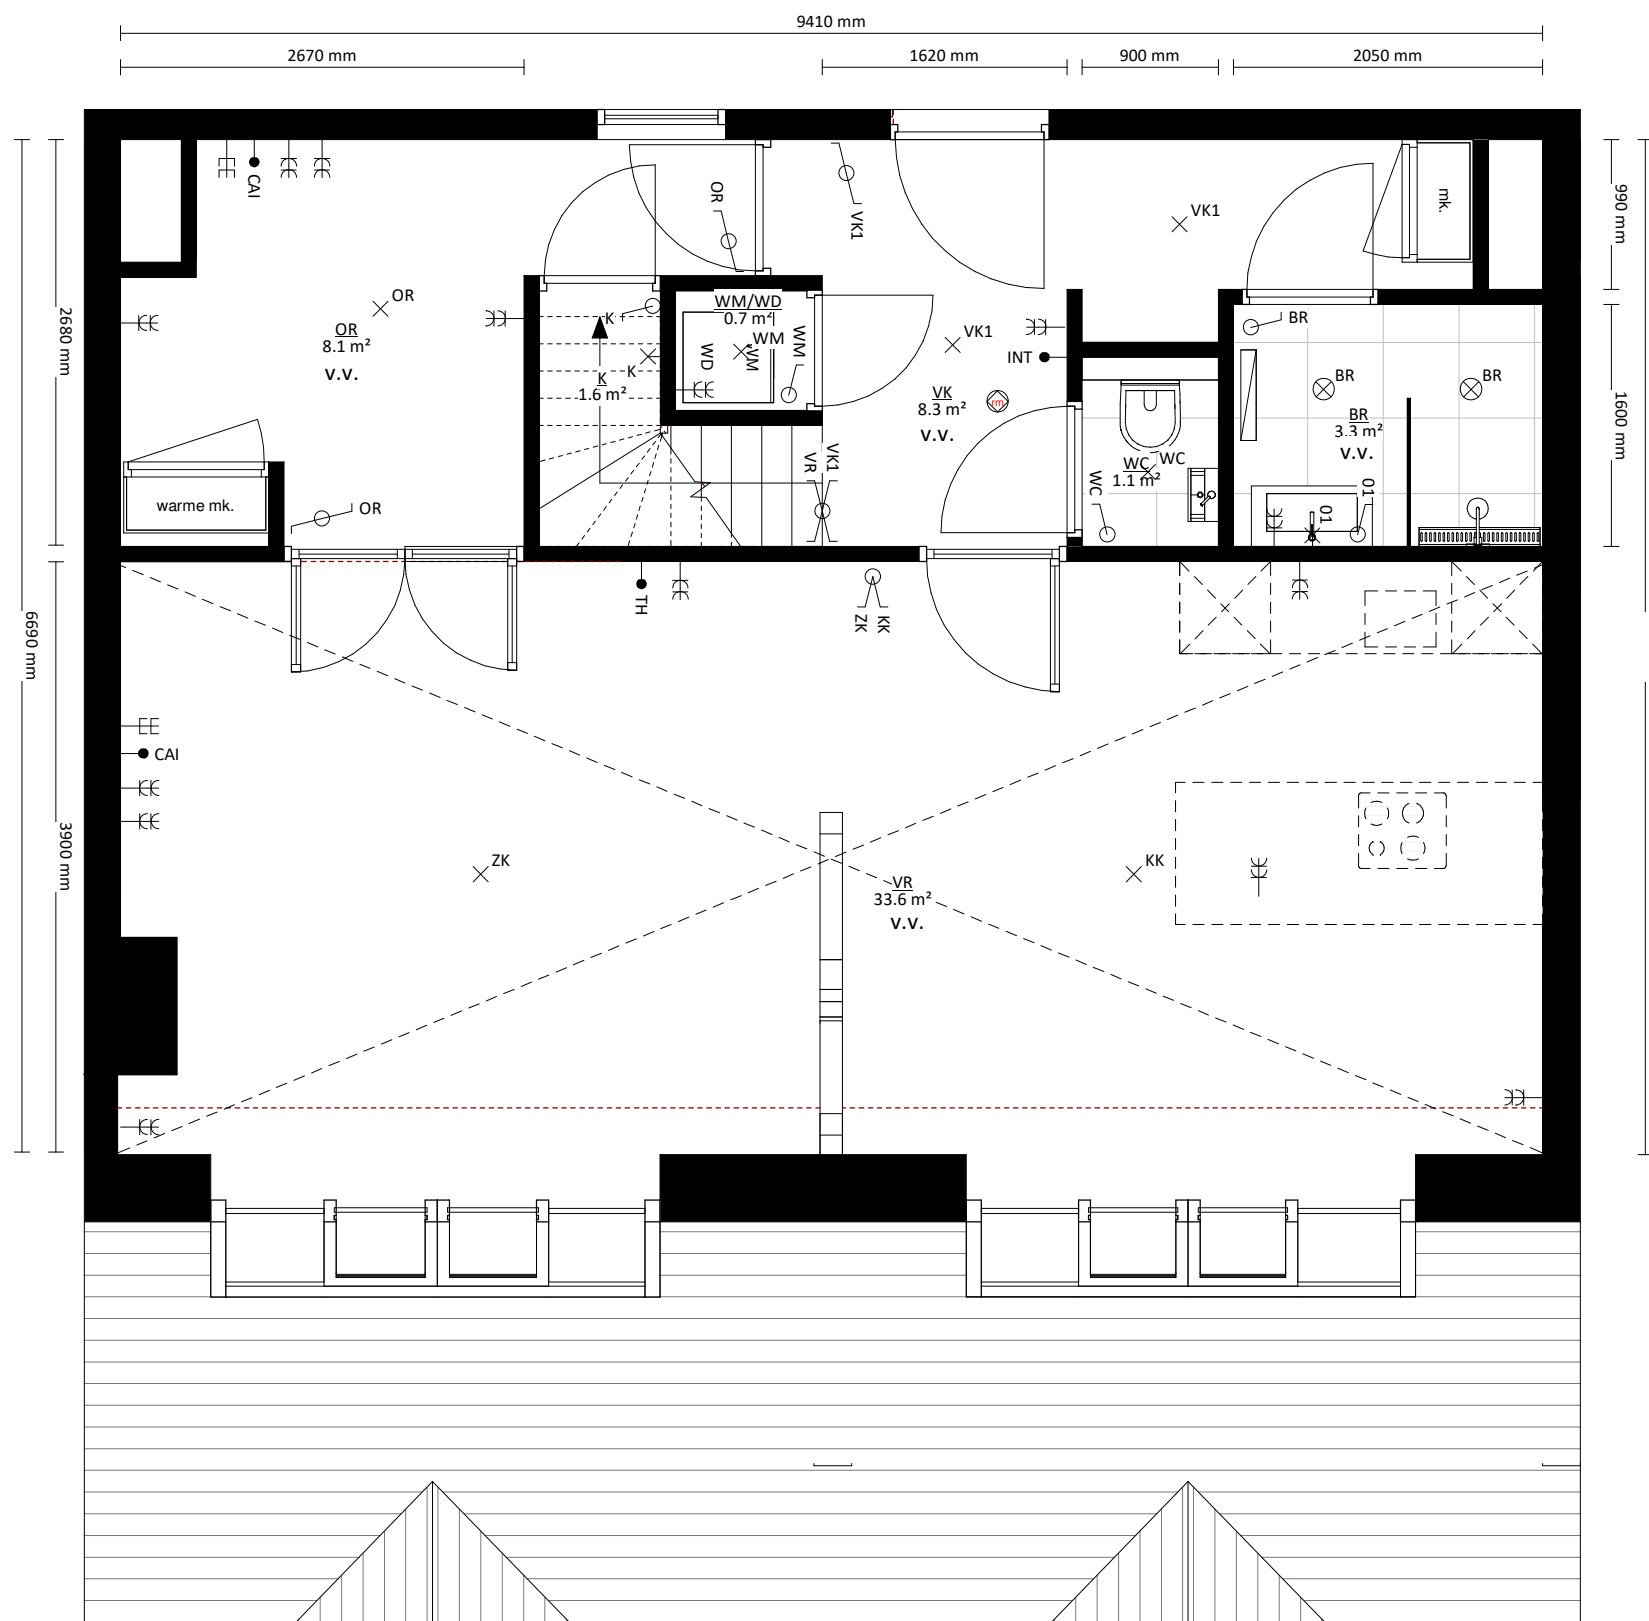 9410 mm
2670 mm
1620 mm
900 mm
2050 mm
990 mm
CAI
OR
VK1
VK1
mk.
OR
OR
8.1 m²
v.v.
2680 mm
K
WM/WD
0.7 m²
WM
WM
WM
WD
K
K
1.6 m²
VK1
INT
VK
8.3 m²
v.v.
rm
BR
BR
BR
BR
3.3 m²
v.v.
1600 mm
VR
VK1
WC
WC
1.1 m²
WC
01
01
warme mk.
OR
TH
ZK
KK
6690 mm
CAI
3900 mm
ZK
KK
VR
33.6 m²
v.v.